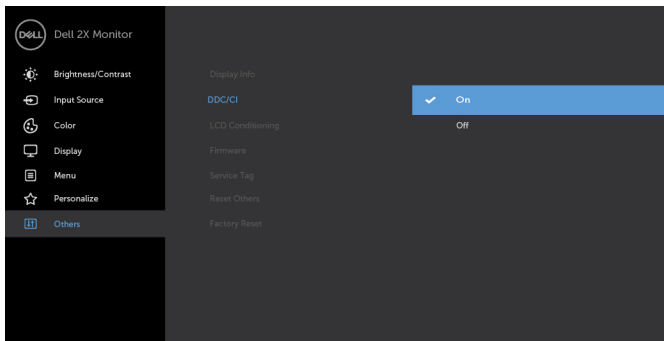 DELL
Dell 2X Monitor
Brightness/Contrast
Input Source
Color
Display
Menu
Personalize
Others
Display Info
DDC/CI
LCD Conditioning
Firmware
Service Tag
Reset Others
Factory Reset
On
Off